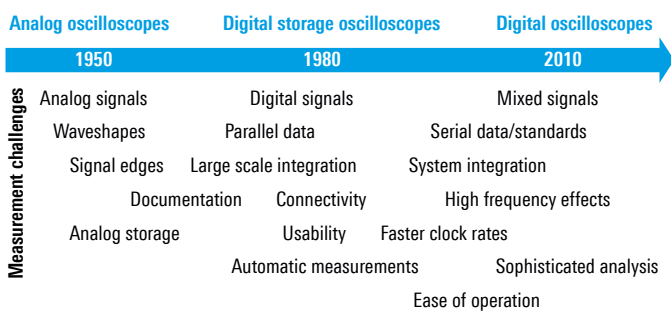 Analog oscilloscopes Digital storage oscilloscopes Digital oscilloscopes
1950 1980 2010
Measurement challenges
Analog signals Digital signals Mixed signals
Waveshapes Parallel data Serial data/standards
Signal edges Large scale integration System integration
Documentation Connectivity High frequency effects
Analog storage Usability Faster clock rates
Automatic measurements Sophisticated analysis
Ease of operation